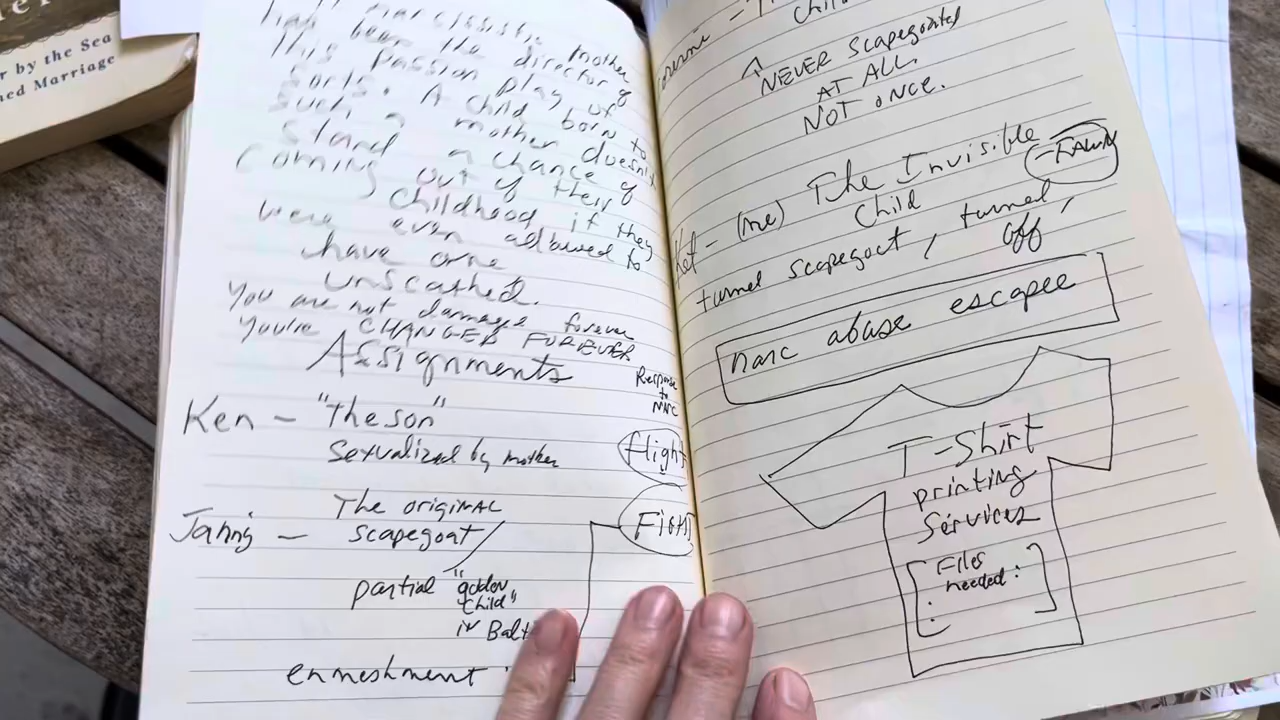 r by the Sea
ned Marriage
narcissistic mother
has been the director of
This passion play of
sorts. A child born to
such a mother doesn't
stand a chance of
coming out of their
childhood if they
were even allowed to
have one
unscathed.
You are not damage forever
you're CHANGED FOREVER
Assignments
Response
to
NARC
Ken - "the son"
Sexualized by mother
flight
The original
scapegoat
Fight
partial "golden
child"
in Balt
enmeshment
child
NEVER scapegoated
AT ALL,
NOT ONCE.
(me) The Invisible
Child
- FAWN
turned scapegoat, turned
off,
narc abuse escapee
T-Shirt
printing
Services
Files
needed: